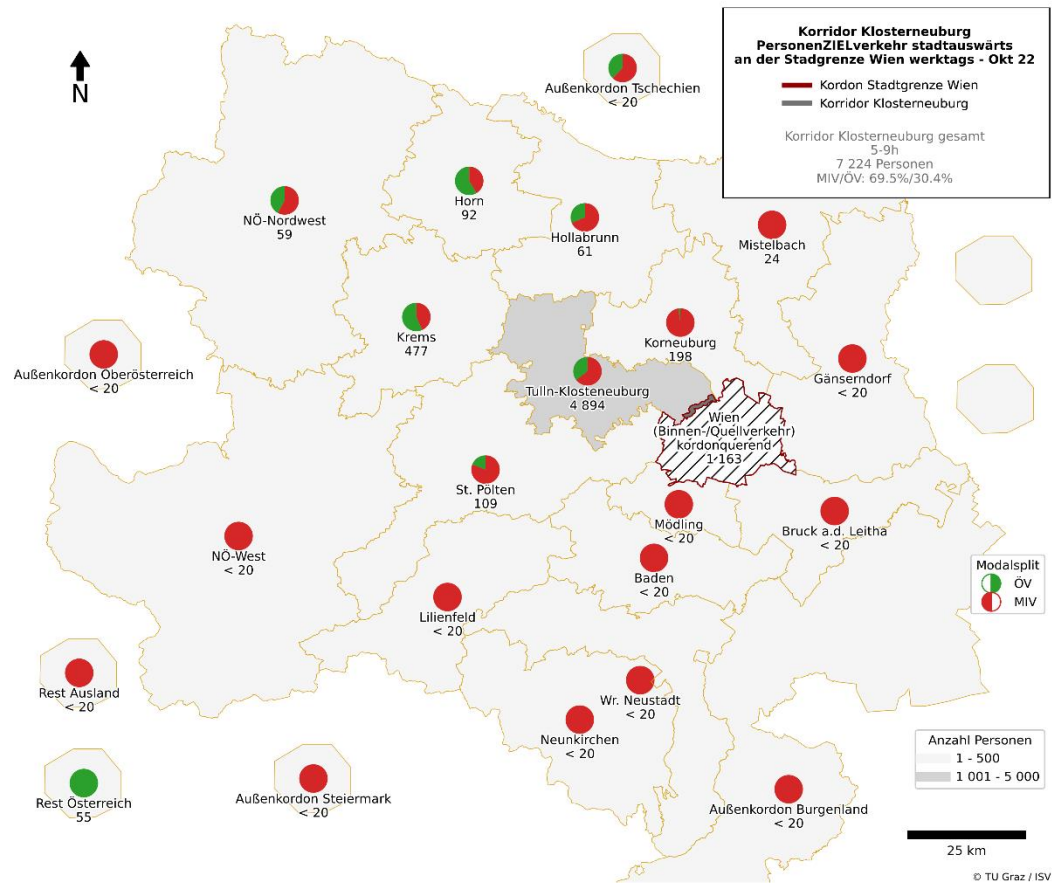 Korridor Klosterneuburg
PersonenZIELverkehr stadtauswärts
an der Stadgrenze Wien werktags - Okt 22
Kordon Stadtgrenze Wien
Korridor Klosterneuburg
Korridor Klosterneuburg gesamt
5-9h
7 224 Personen
MIV/ÖV: 69.5%/30.4%
N
Außenkordon Tschechien
< 20
NÖ-Nordwest
59
Horn
92
Hollabrunn
61
Mistelbach
24
Krems
477
Korneuburg
198
Außenkordon Oberösterreich
< 20
Tulln-Klosteneuburg
4 894
Gänserndorf
< 20
Wien
(Binnen-/Quellverkehr)
kordonquerend
1 163
St. Pölten
109
Mödling
< 20
Bruck a.d. Leitha
< 20
NÖ-West
< 20
Baden
< 20
Lilienfeld
< 20
Modalsplit
ÖV
MIV
Rest Ausland
< 20
Wr. Neustadt
< 20
Neunkirchen
< 20
Rest Österreich
55
Außenkordon Steiermark
< 20
Außenkordon Burgenland
< 20
Anzahl Personen
1 - 500
1 001 - 5 000
25 km
© TU Graz / ISV